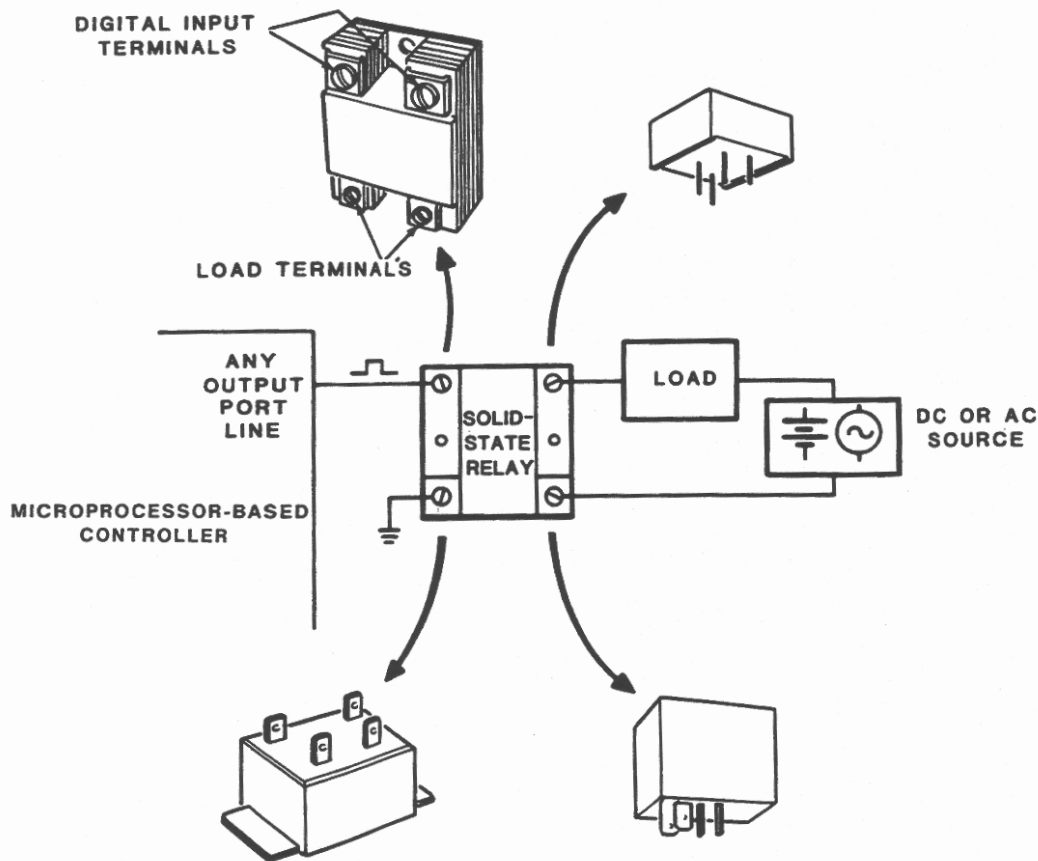 DIGITAL INPUT
TERMINALS
LOAD TERMINALS
ANY
OUTPUT
PORT
LINE
MICROPROCESSOR-BASED
CONTROLLER
SOLID-
STATE
RELAY
LOAD
DC OR AC
SOURCE
C
C
C
C